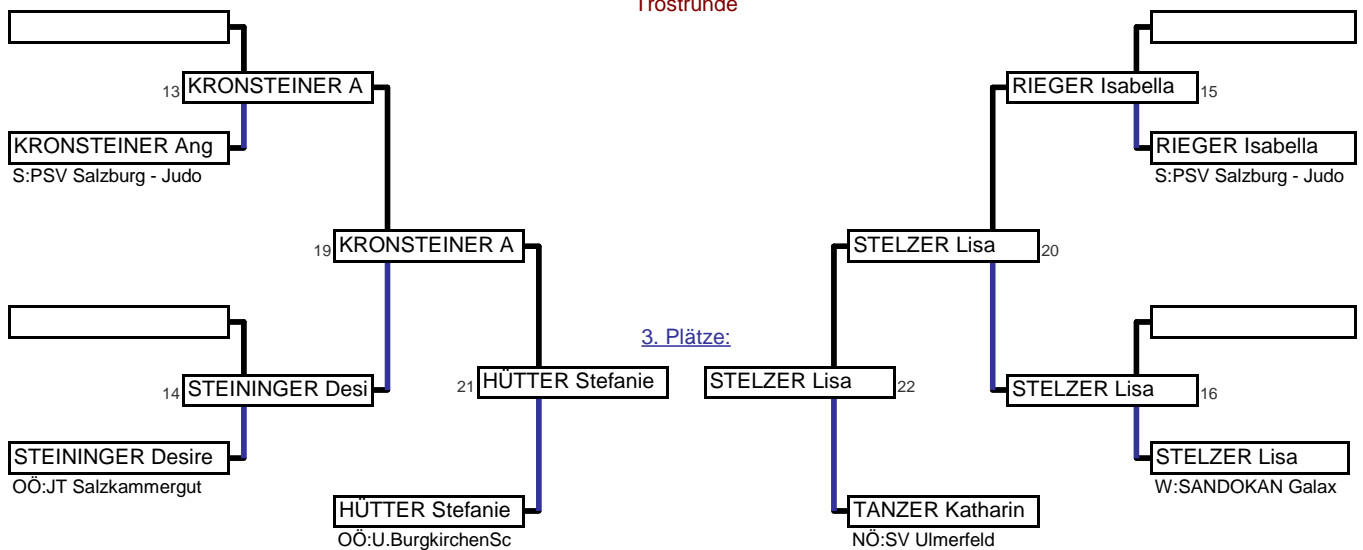 Trostrunde
13 KRONSTEINER A
RIEGER Isabella 15
KRONSTEINER Ang
S:PSV Salzburg - Judo
RIEGER Isabella
S:PSV Salzburg - Judo
19 KRONSTEINER A
STELZER Lisa 20
3. Plätze:
14 STEININGER Desi
21 HÜTTER Stefanie
STELZER Lisa 22
STELZER Lisa 16
STEININGER Desire
OÖ:JT Salzkammergut
STELZER Lisa
W:SANDOKAN Galax
HÜTTER Stefanie
OÖ:U.BurgkirchenSc
TANZER Katharin
NÖ:SV Ulmerfeld